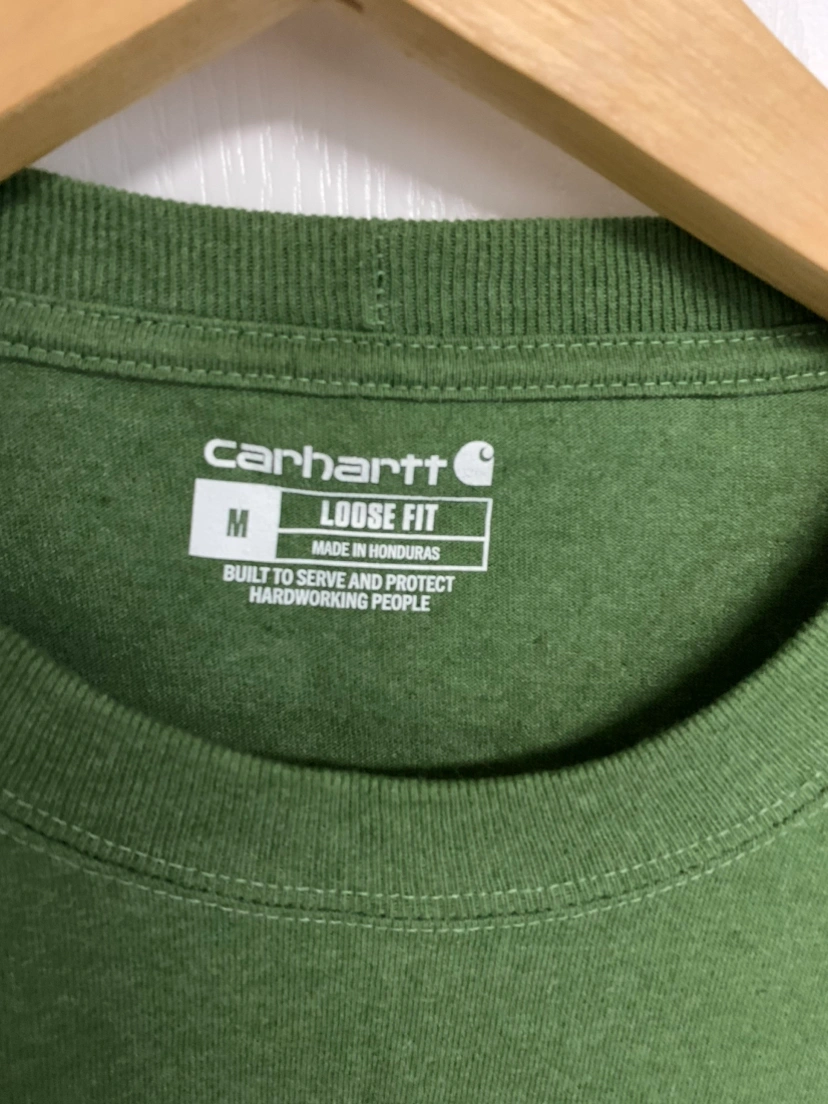 carhartt
M
LOOSE FIT
MADE IN HONDURAS
BUILT TO SERVE AND PROTECT
HARDWORKING PEOPLE